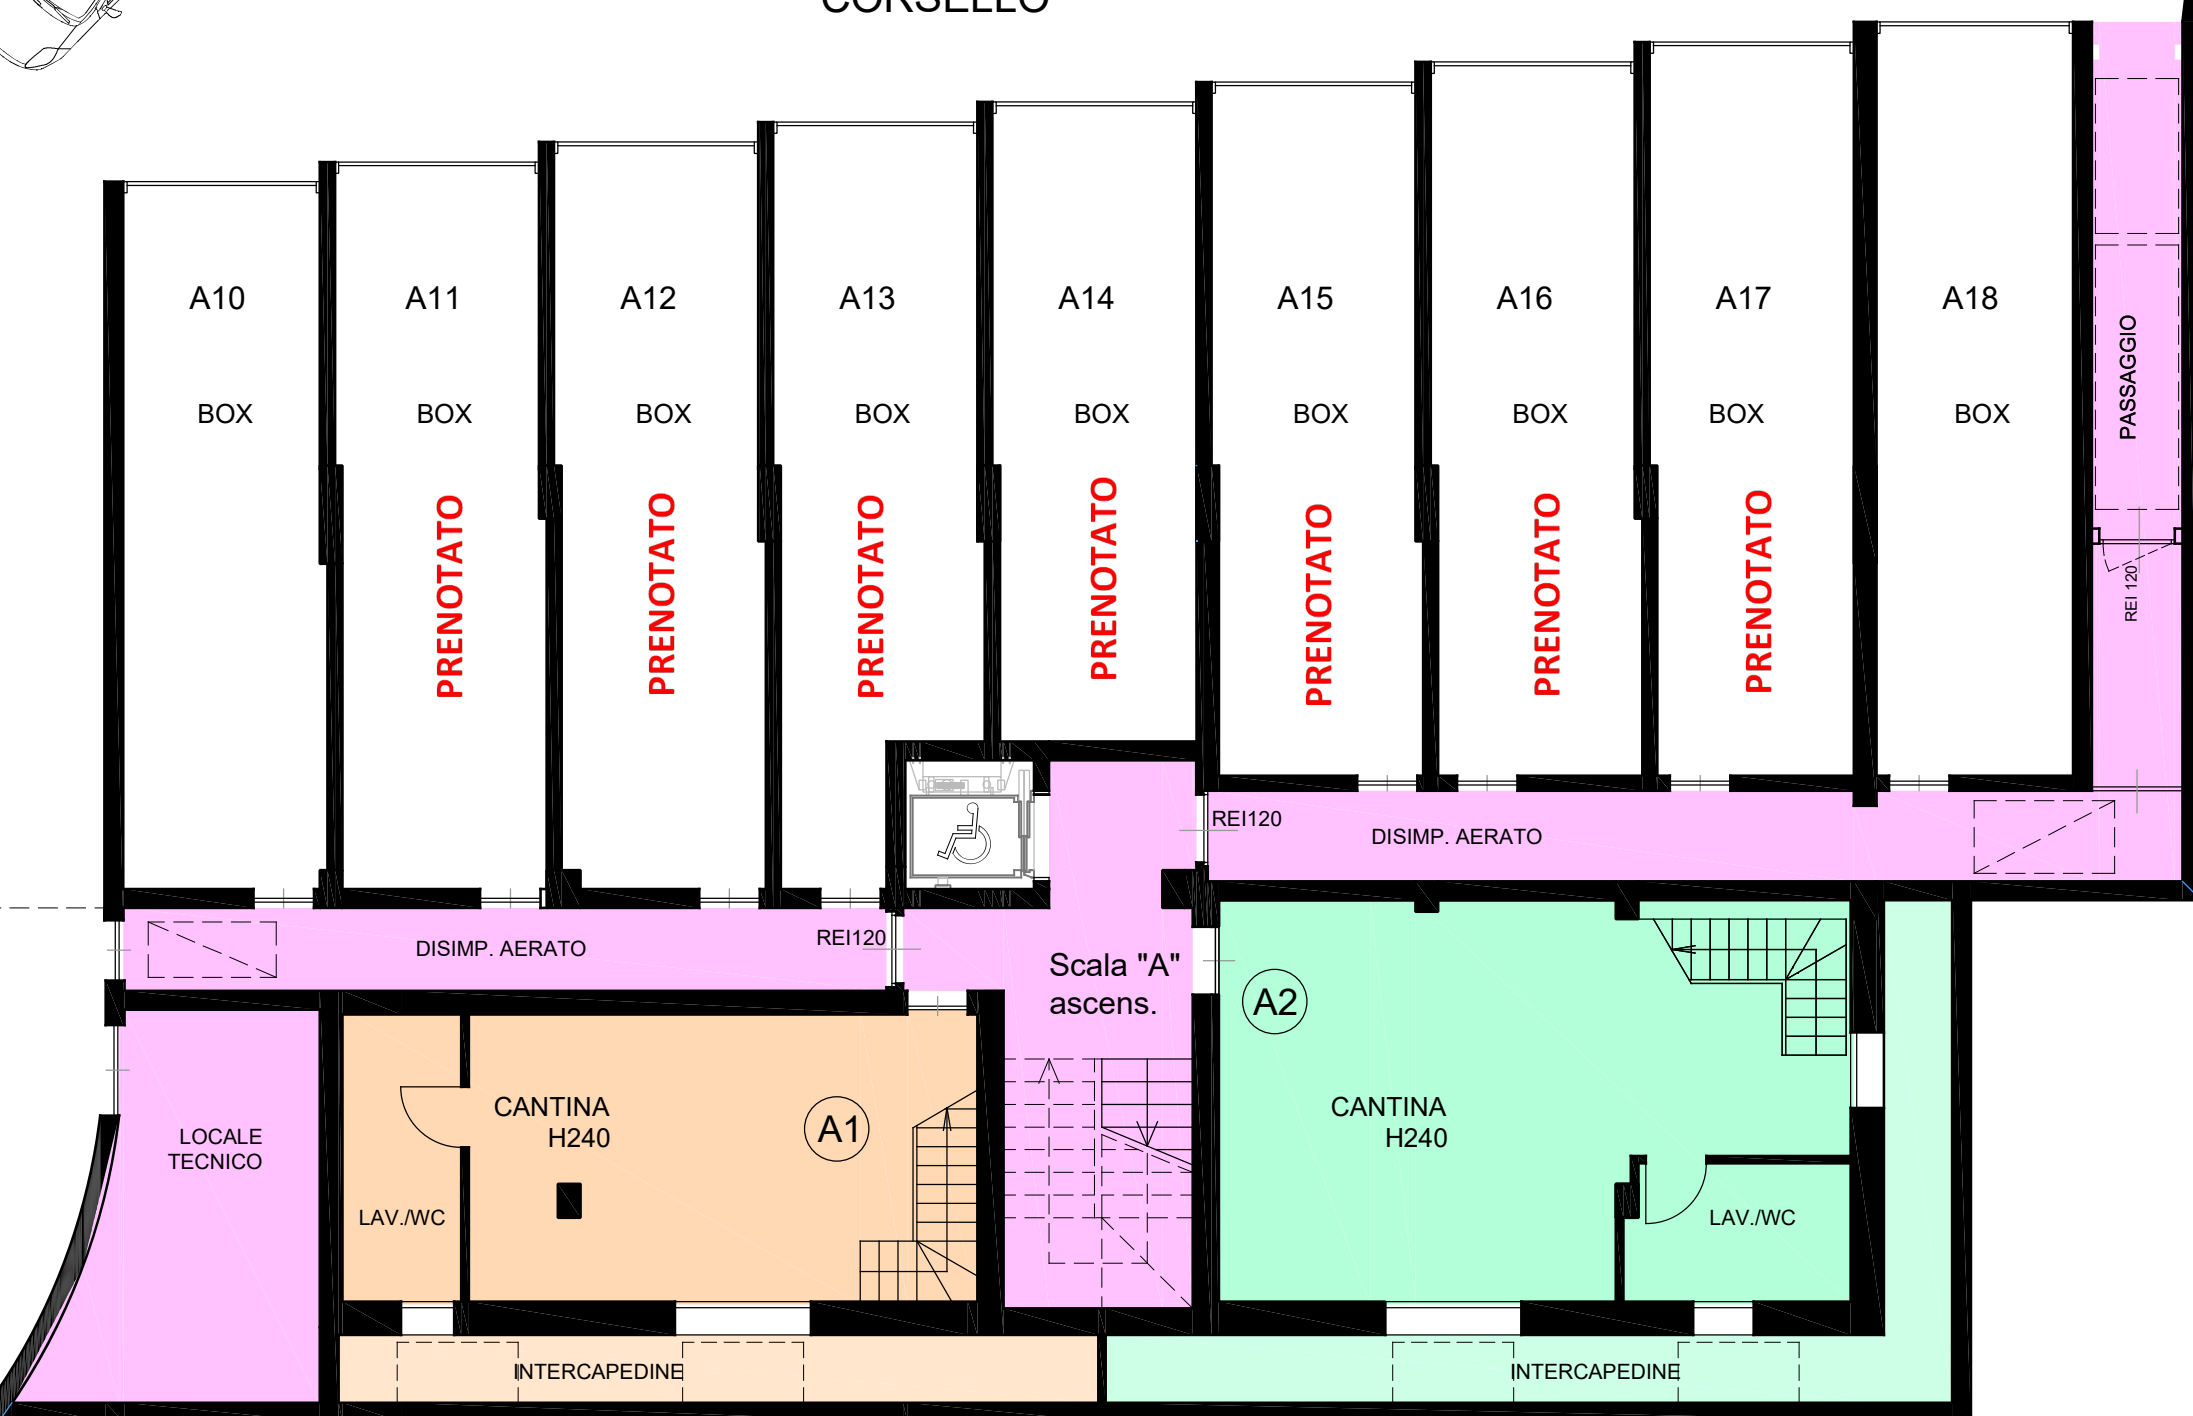 CORSELLO
A10
A11
A12
A13
A14
A15
A16
A17
A18
BOX
BOX
BOX
BOX
BOX
BOX
BOX
BOX
BOX
PASSAGGIO
PRENOTATO
PRENOTATO
PRENOTATO
PRENOTATO
PRENOTATO
PRENOTATO
PRENOTATO
REI 120
REI120
DISIMP. AERATO
DISIMP. AERATO
REI120
Scala "A"
ascens.
A2
CANTINA
H240
A1
CANTINA
H240
LOCALE
TECNICO
LAV./WC
LAV./WC
INTERCAPEDINE
INTERCAPEDINE